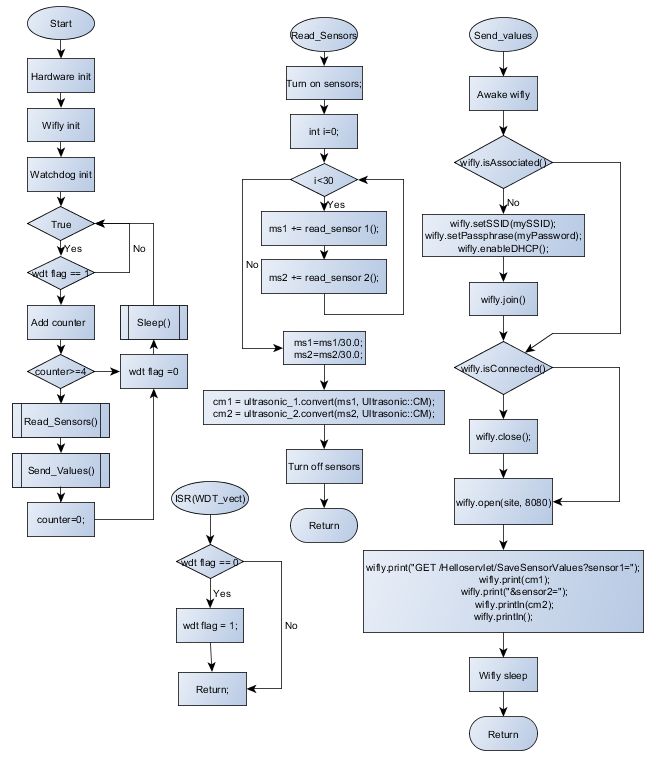 Start
Hardware init
Wifly init
Watchdog init
True
Yes
No
wdt flag == 1
Add counter
Sleep()
counter>=4
wdt flag =0
Read_Sensors()
Send_Values()
counter=0;
Read_Sensors
Turn on sensors;
int i=0;
i<30
Yes
ms1 += read_sensor 1();
No
ms2 += read_sensor 2();
ms1=ms1/30.0;
ms2=ms2/30.0;
cm1 = ultrasonic_1.convert(ms1, Ultrasonic::CM);
cm2 = ultrasonic_2.convert(ms2, Ultrasonic::CM);
Turn off sensors
Return
ISR(WDT_vect)
wdt flag == 0
Yes
No
wdt flag = 1;
Return;
Send_values
Awake wifly
wifly.isAssociated()
No
wifly.setSSID(mySSID);
wifly.setPassphrase(myPassword);
wifly.enableDHCP();
wifly.join()
wifly.isConnected()
wifly.close();
wifly.open(site, 8080)
wifly.print("GET /Helloservlet/SaveSensorValues?sensor1=");
wifly.print(cm1);
wifly.print("&sensor2=");
wifly.println(cm2);
wifly.println();
Wifly sleep
Return